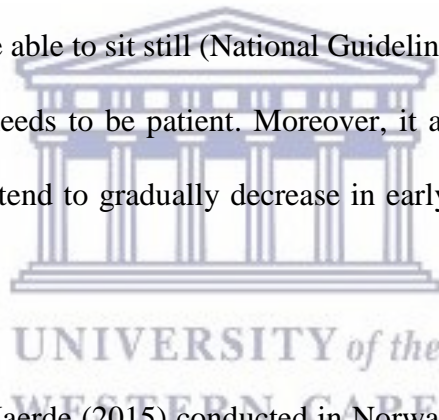 able to sit still (National Guidelin
eeds to be patient. Moreover, it a
tend to gradually decrease in early
UNIVERSITY of the
(2015) conducted in Norwa